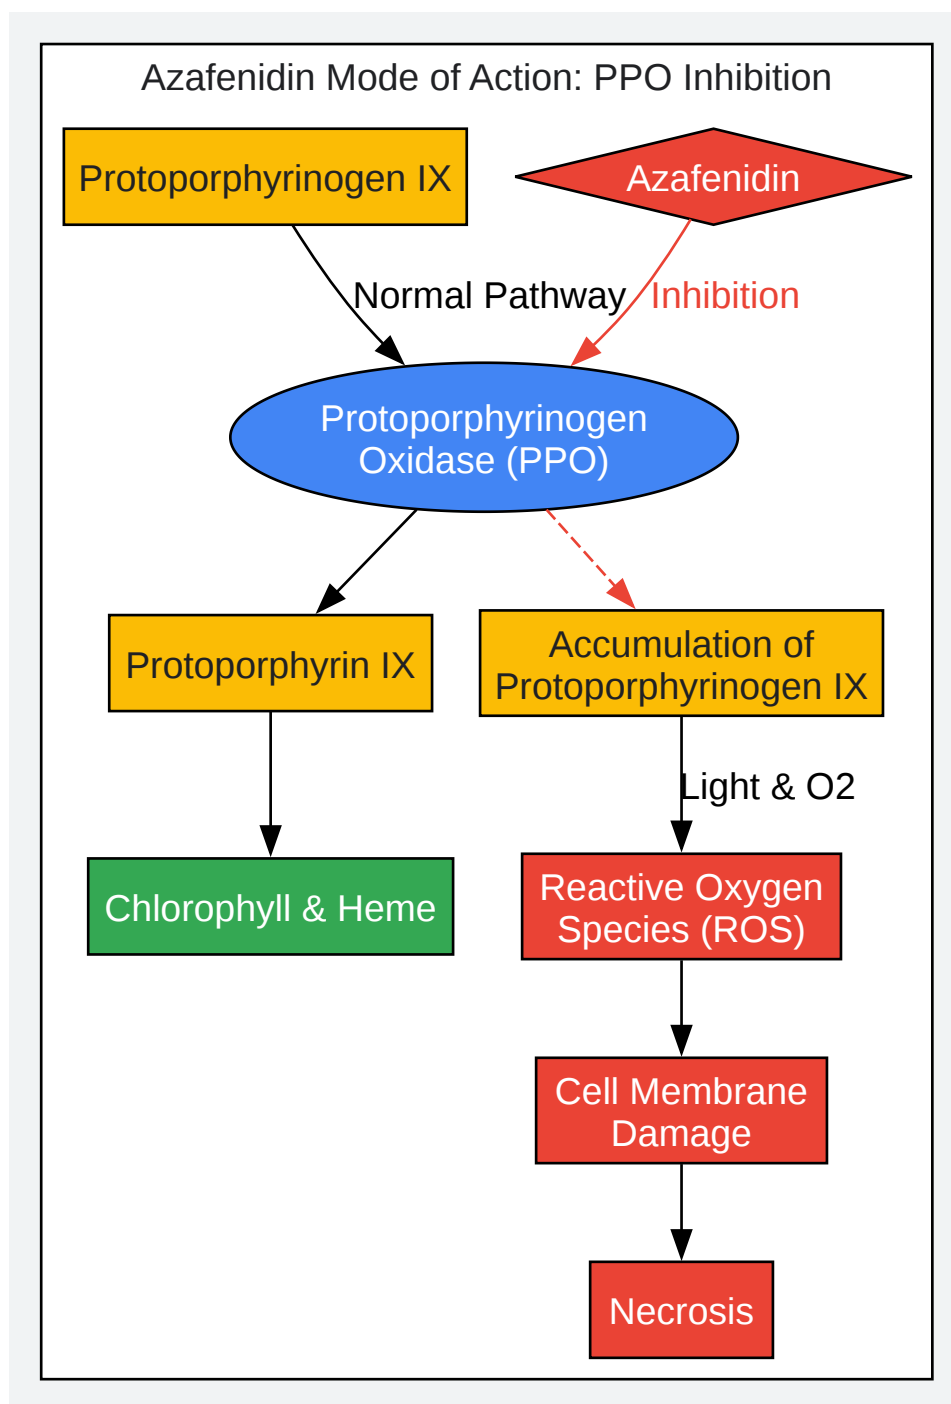 Azafenidin Mode of Action: PPO Inhibition
Protoporphyrinogen IX
Azafenidin
Normal Pathway
Inhibition
Protoporphyrinogen
Oxidase (PPO)
Protoporphyrin IX
Accumulation of
Protoporphyrinogen IX
Light & O2
Chlorophyll & Heme
Reactive Oxygen
Species (ROS)
Cell Membrane
Damage
Necrosis